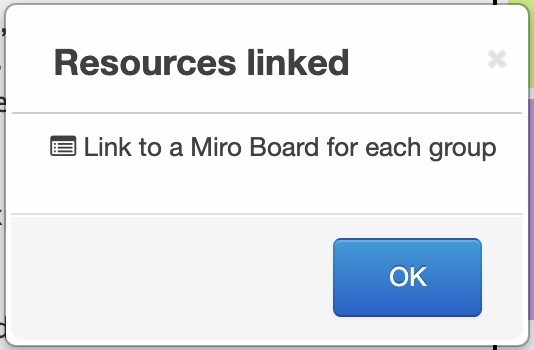 Resources linked
Link to a Miro Board for each group
OK